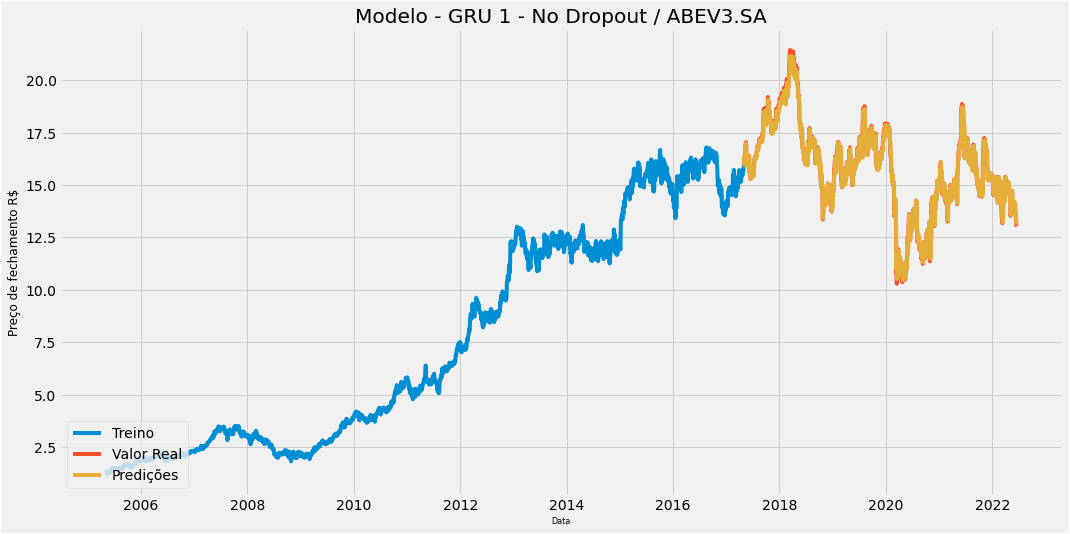 Modelo - GRU 1 - No Dropout / ABEV3.SA
Preço de fechamento R$
20.0
17.5
15.0
12.5
10.0
7.5
5.0
2.5
Treino
Valor Real
Predições
2006 2008 2010 2012 2014 2016 2018 2020 2022
Data